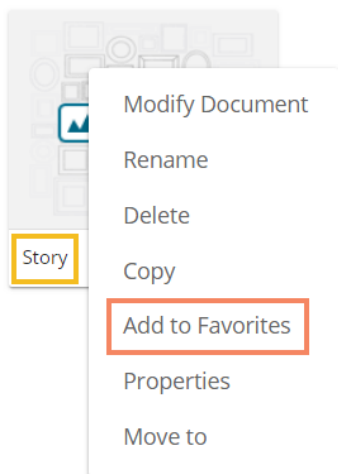 Modify Document
Rename
Delete
Story
Copy
Add to Favorites
Properties
Move to